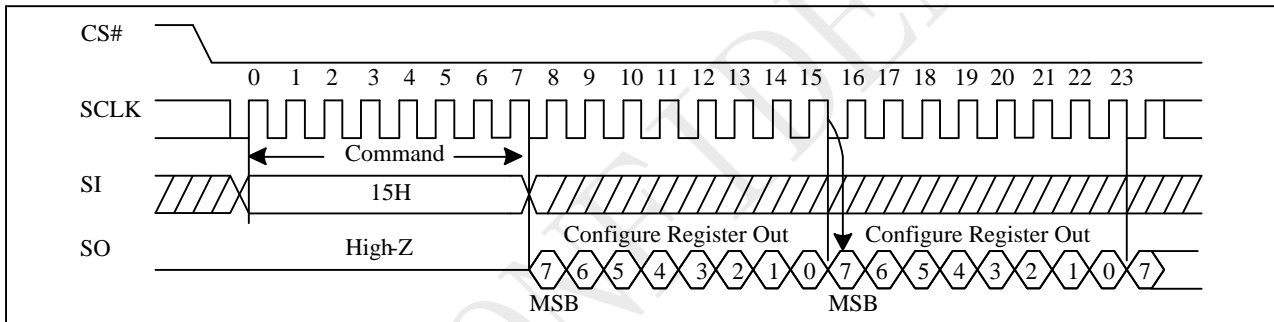 CS#
0 1 2 3 4 5 6 7 8 9 10 11 12 13 14 15 16 17 18 19 20 21 22 23
SCLK
Command
SI
15H
SO
High-Z
Configure Register Out
Configure Register Out
7 6 5 4 3 2 1 0 7 6 5 4 3 2 1 0 7
MSB
MSB